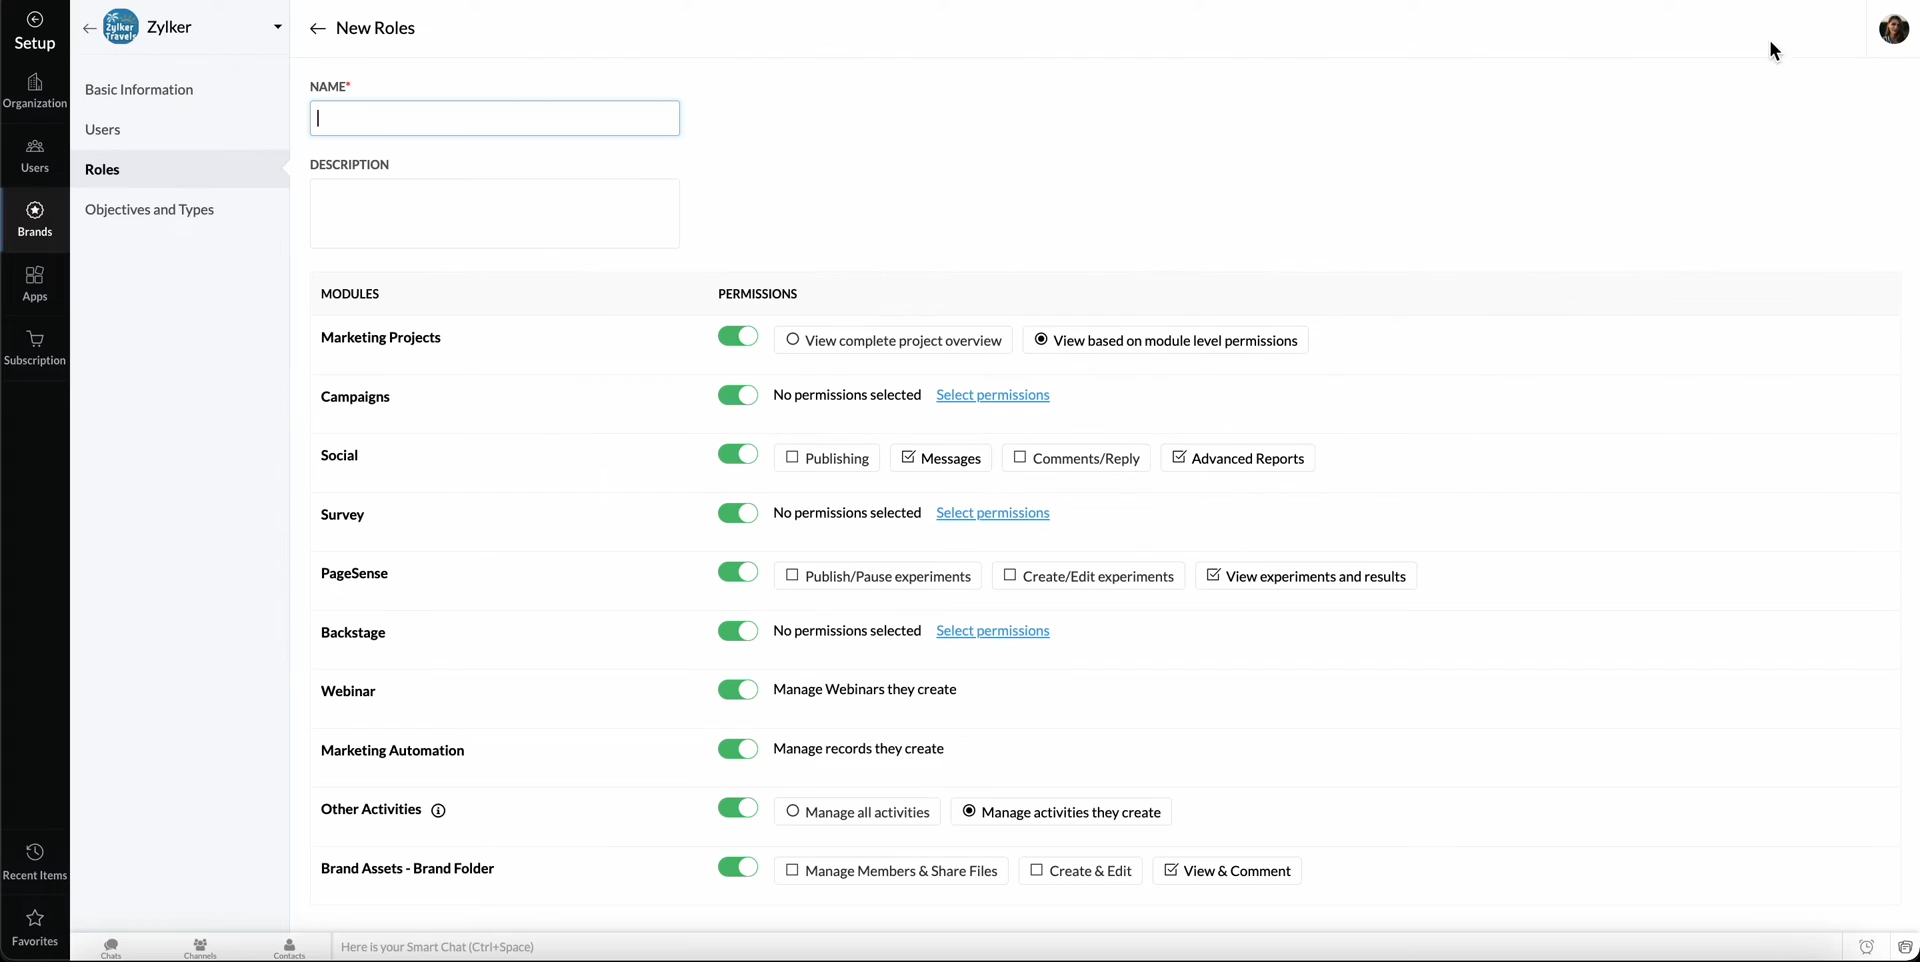 Setup
Organization
Users
Brands
Apps
Subscription
Recent Items
Favorites
Zylker Travels
Zylker
Basic Information
Users
Roles
Objectives and Types
New Roles
NAME*
DESCRIPTION
MODULES PERMISSIONS
Marketing Projects View complete project overview View based on module level permissions
Campaigns No permissions selected Select permissions
Social Publishing Messages Comments/Reply Advanced Reports
Survey No permissions selected Select permissions
PageSense Publish/Pause experiments Create/Edit experiments View experiments and results
Backstage No permissions selected Select permissions
Webinar Manage Webinars they create
Marketing Automation Manage records they create
Other Activities Manage all activities Manage activities they create
Brand Assets - Brand Folder Manage Members & Share Files Create & Edit View & Comment
Chats Channels Contacts Here is your Smart Chat (Ctrl+Space)